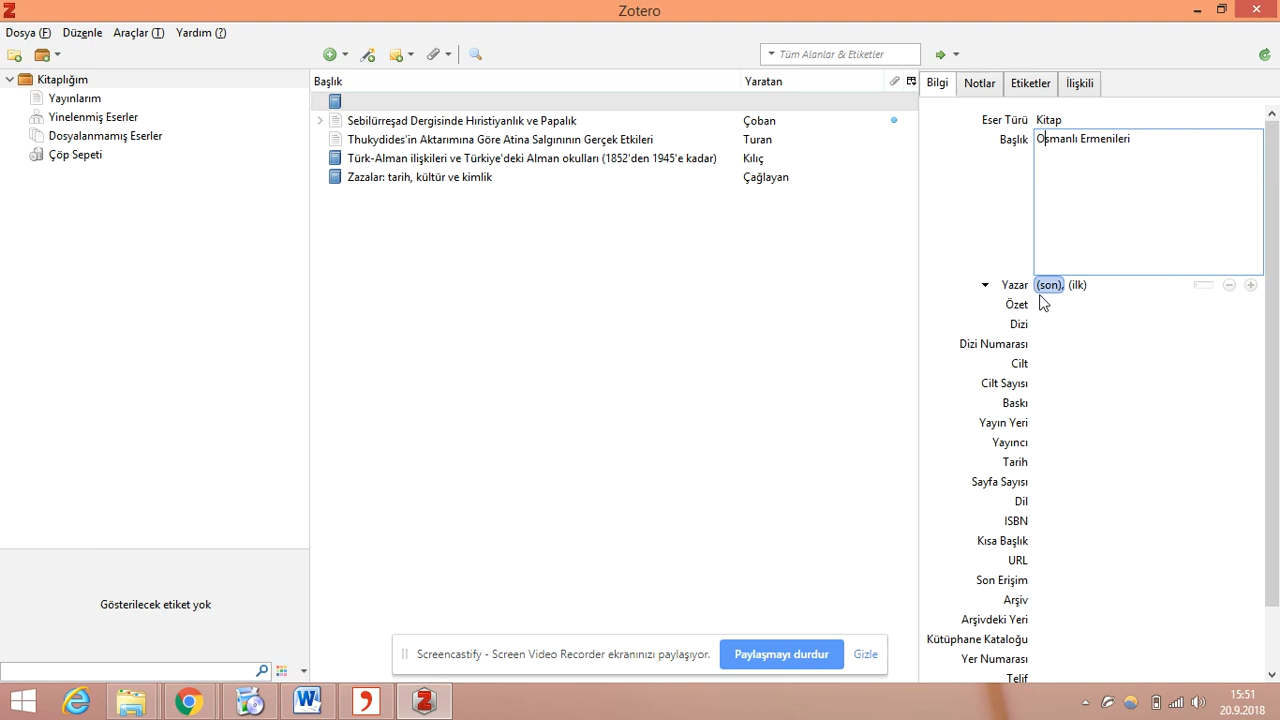 Zotero
Dosya (F) Düzenle Araçlar (T) Yardım (?)
Tüm Alanlar & Etiketler
Kitaplığım
Yayınlarım
Yinelenmiş Eserler
Dosyalanmamış Eserler
Çöp Sepeti
Gösterilecek etiket yok
Başlık Yaratan
Sebilürreşad Dergisinde Hıristiyanlık ve Papalık Çoban
Thukydides'in Aktarımına Göre Atina Salgınının Gerçek Etkileri Turan
Türk-Alman ilişkileri ve Türkiye'deki Alman okulları (1852'den 1945'e kadar) Kılıç
Zazalar: tarih, kültür ve kimlik Çağlayan
Bilgi Notlar Etiketler İlişkili
Eser Türü Kitap
Başlık Osmanlı Ermenileri
Yazar (son), (ilk)
Özet
Dizi
Dizi Numarası
Cilt
Cilt Sayısı
Baskı
Yayın Yeri
Yayıncı
Tarih
Sayfa Sayısı
Dil
ISBN
Kısa Başlık
URL
Son Erişim
Arşiv
Arşivdeki Yeri
Kütüphane Kataloğu
Yer Numarası
Telif
Screencastify - Screen Video Recorder ekranınızı paylaşıyor. Paylaşmayı durdur Gizle
15:51
20.9.2018